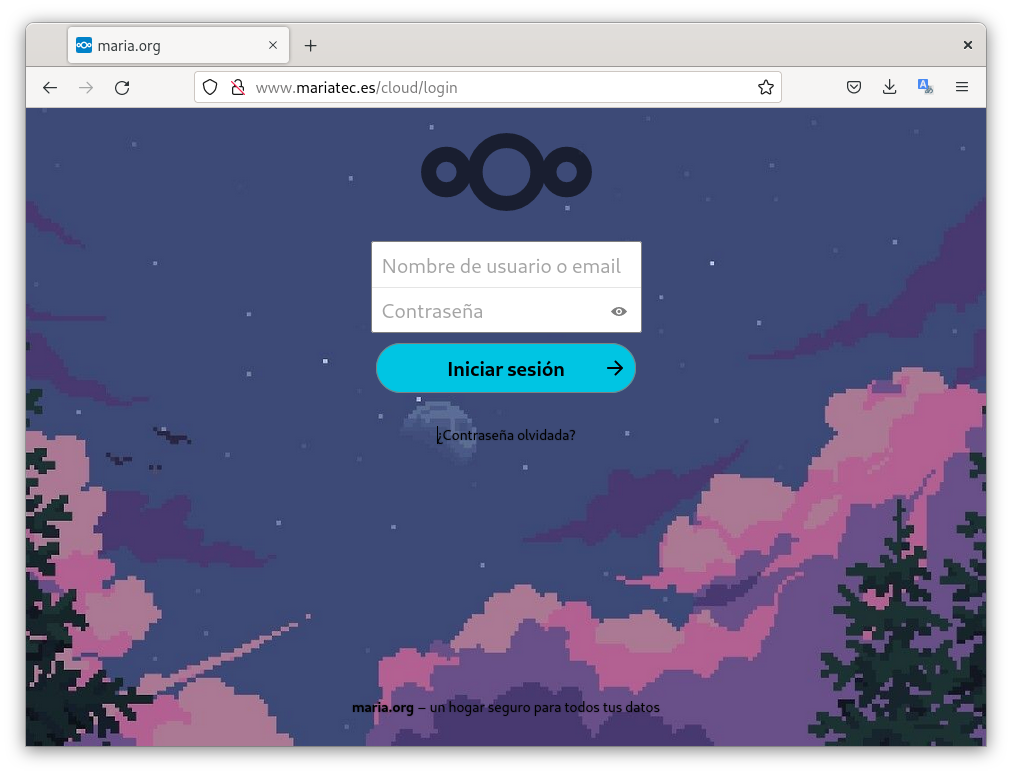 maria.org
www.mariatec.es/cloud/login
Nombre de usuario o email
Contraseña
Iniciar sesión
¿Contraseña olvidada?
maria.org – un hogar seguro para todos tus datos